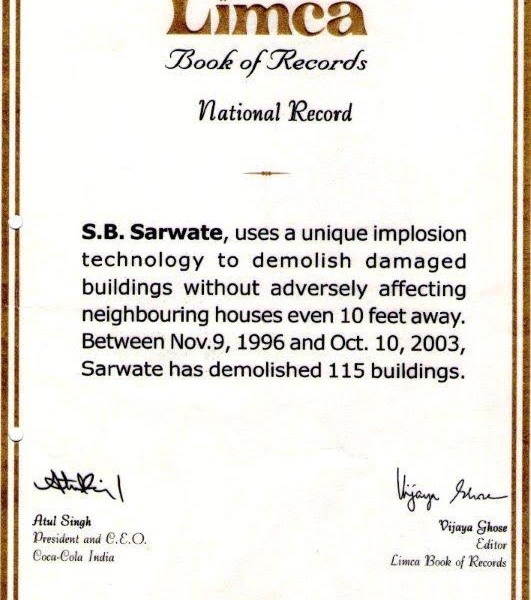 Limca
Book of Records
National Record
S.B. Sarwate, uses a unique implosion
technology to demolish damaged
buildings without adversely affecting
neighbouring houses even 10 feet away.
Between Nov.9, 1996 and Oct. 10, 2003,
Sarwate has demolished 115 buildings.
Vijaya Ghose
Atul Singh
President and C.E.O.
Coca-Cola India
Vijaya Ghose
Editor
Limca Book of Records